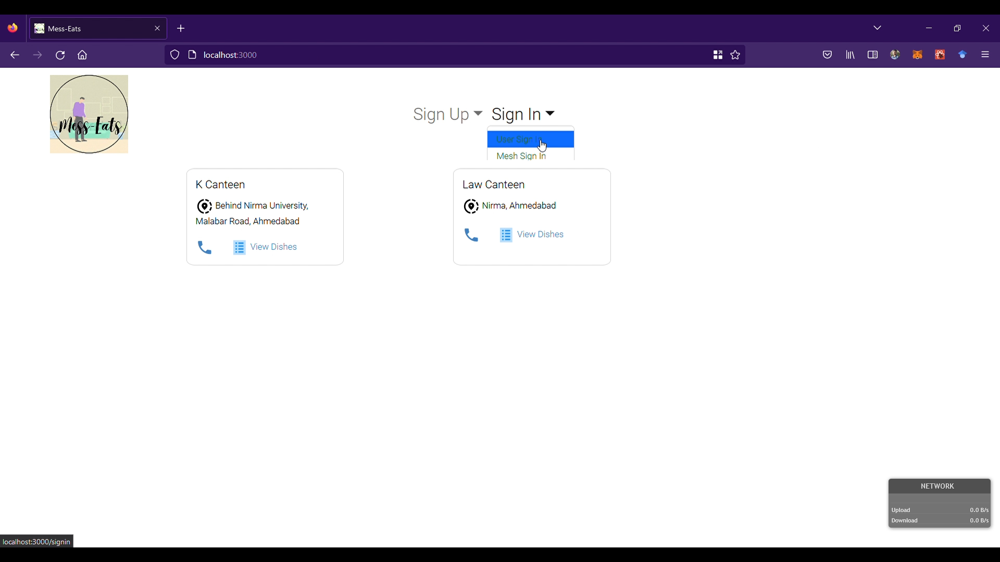 Mess-Eats
localhost:3000
Mess-Eats
Sign Up Sign In
User Sign In
Mesh Sign In
K Canteen
Behind Nirma University,
Malabar Road, Ahmedabad
View Dishes
Law Canteen
Nirma, Ahmedabad
View Dishes
NETWORK
Upload 0.0 B/s
Download 0.0 B/s
localhost:3000/signin